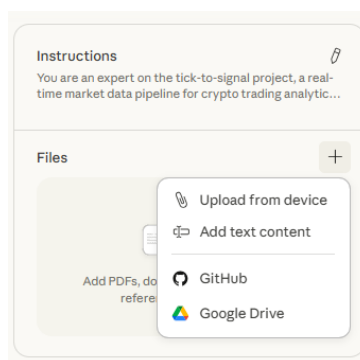 Instructions
You are an expert on the tick-to-signal project, a real-
time market data pipeline for crypto trading analytic...
Files
Upload from device
Add text content
GitHub
Google Drive
Add PDFs, do
refere